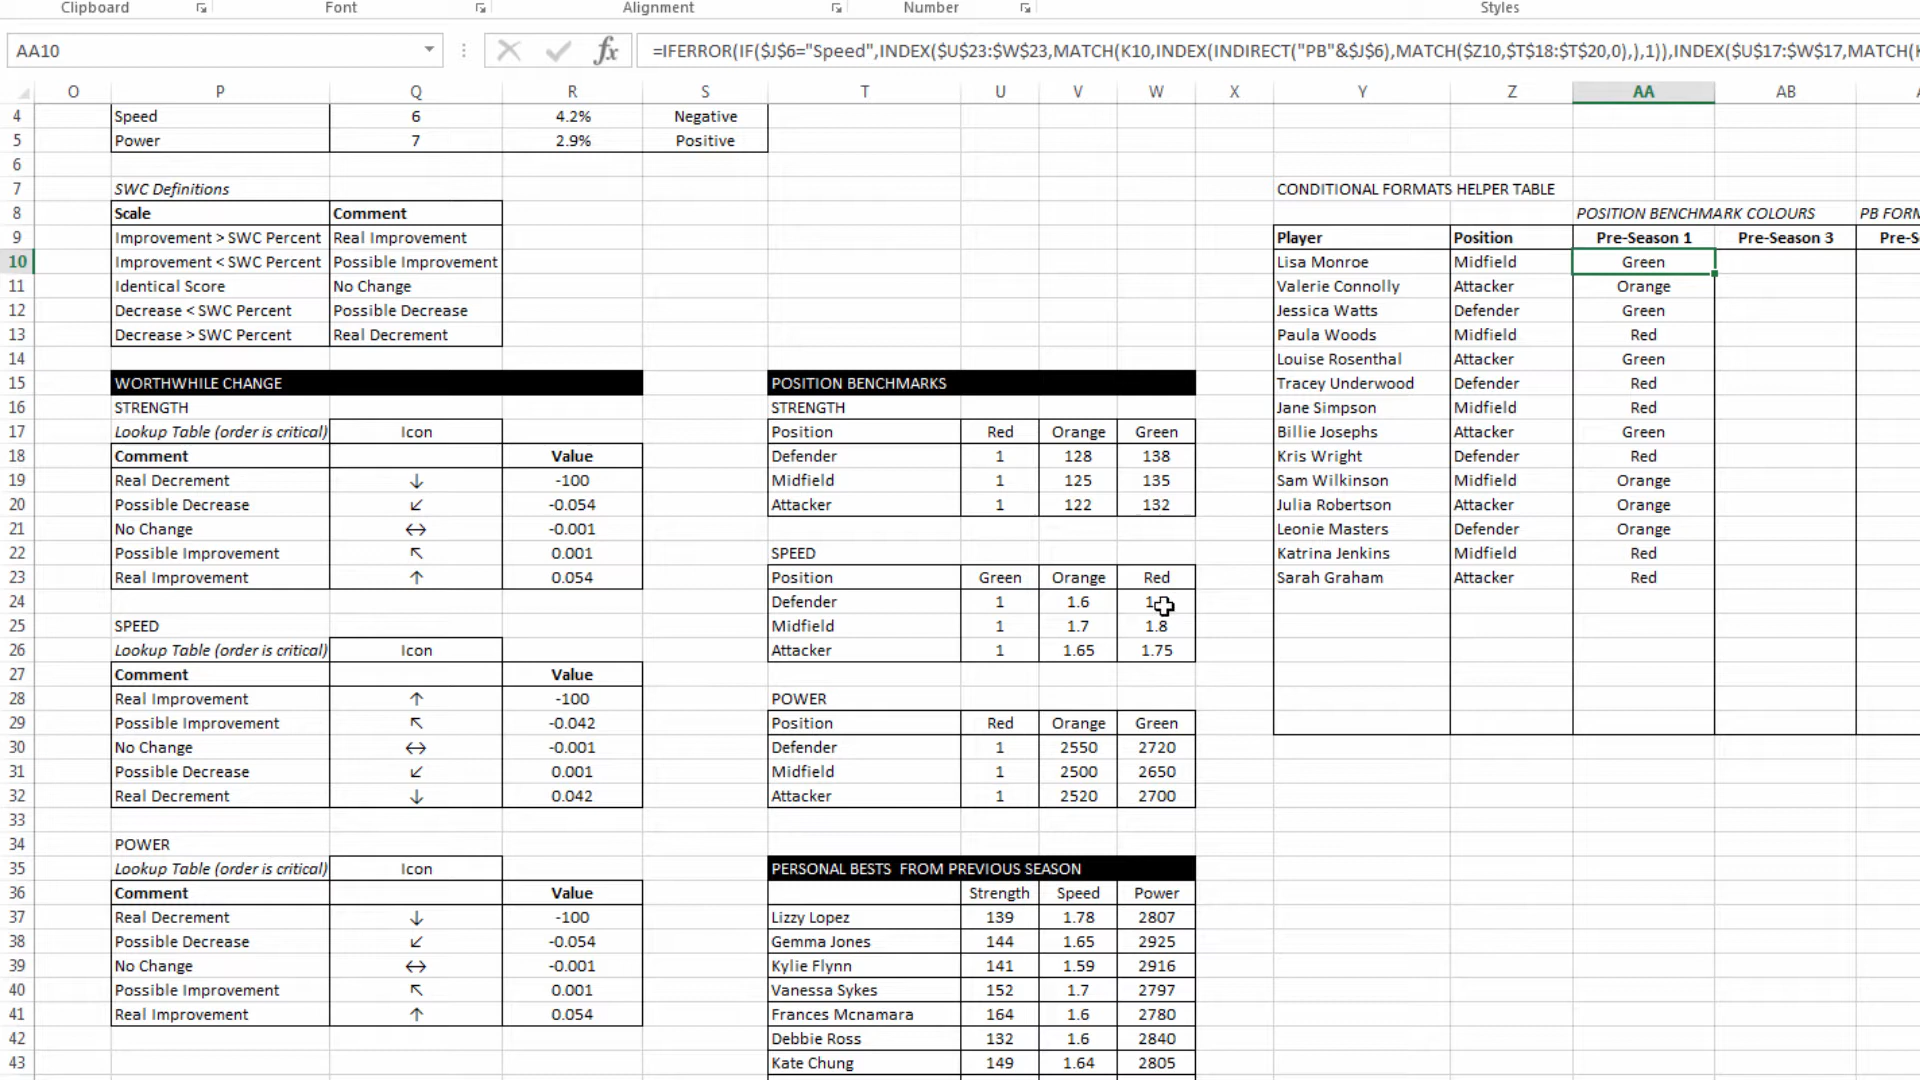 Clipboard Font Alignment Number Styles
AA10 fx =IFERROR(IF($J$6="Speed",INDEX($U$23:$W$23,MATCH(K10,INDEX(INDIRECT("PB"&$J$6),MATCH($Z10,$T$18:$T$20,0),),1)),INDEX($U$17:$W$17,MATCH(
O P Q R S T U V W X Y Z AA AB
4 Speed 6 4.2% Negative
5 Power 7 2.9% Positive
6
7 SWC Definitions CONDITIONAL FORMATS HELPER TABLE
8 Scale Comment POSITION BENCHMARK COLOURS PB FORM
9 Improvement > SWC Percent Real Improvement Player Position Pre-Season 1 Pre-Season 3 Pre-S
10 Improvement < SWC Percent Possible Improvement Lisa Monroe Midfield Green
11 Identical Score No Change Valerie Connolly Attacker Orange
12 Decrease < SWC Percent Possible Decrease Jessica Watts Defender Green
13 Decrease > SWC Percent Real Decrement Paula Woods Midfield Red
14 Louise Rosenthal Attacker Green
15 WORTHWHILE CHANGE POSITION BENCHMARKS Tracey Underwood Defender Red
16 STRENGTH STRENGTH Jane Simpson Midfield Red
17 Lookup Table (order is critical) Icon Position Red Orange Green Billie Josephs Attacker Green
18 Comment Value Defender 1 128 138 Kris Wright Defender Red
19 Real Decrement ↓ -100 Midfield 1 125 135 Sam Wilkinson Midfield Orange
20 Possible Decrease ↙ -0.054 Attacker 1 122 132 Julia Robertson Attacker Orange
21 No Change ↔ -0.001 Leonie Masters Defender Orange
22 Possible Improvement ↖ 0.001 SPEED Katrina Jenkins Midfield Red
23 Real Improvement ↑ 0.054 Position Green Orange Red Sarah Graham Attacker Red
24 Defender 1 1.6
25 SPEED Midfield 1 1.7 1.8
26 Lookup Table (order is critical) Icon Attacker 1 1.65 1.75
27 Comment Value
28 Real Improvement ↑ -100 POWER
29 Possible Improvement ↖ -0.042 Position Red Orange Green
30 No Change ↔ -0.001 Defender 1 2550 2720
31 Possible Decrease ↙ 0.001 Midfield 1 2500 2650
32 Real Decrement ↓ 0.042 Attacker 1 2520 2700
33
34 POWER
35 Lookup Table (order is critical) Icon PERSONAL BESTS FROM PREVIOUS SEASON
36 Comment Value Strength Speed Power
37 Real Decrement ↓ -100 Lizzy Lopez 139 1.78 2807
38 Possible Decrease ↙ -0.054 Gemma Jones 144 1.65 2925
39 No Change ↔ -0.001 Kylie Flynn 141 1.59 2916
40 Possible Improvement ↖ 0.001 Vanessa Sykes 152 1.7 2797
41 Real Improvement ↑ 0.054 Frances Mcnamara 164 1.6 2780
42 Debbie Ross 132 1.6 2840
43 Kate Chung 149 1.64 2805